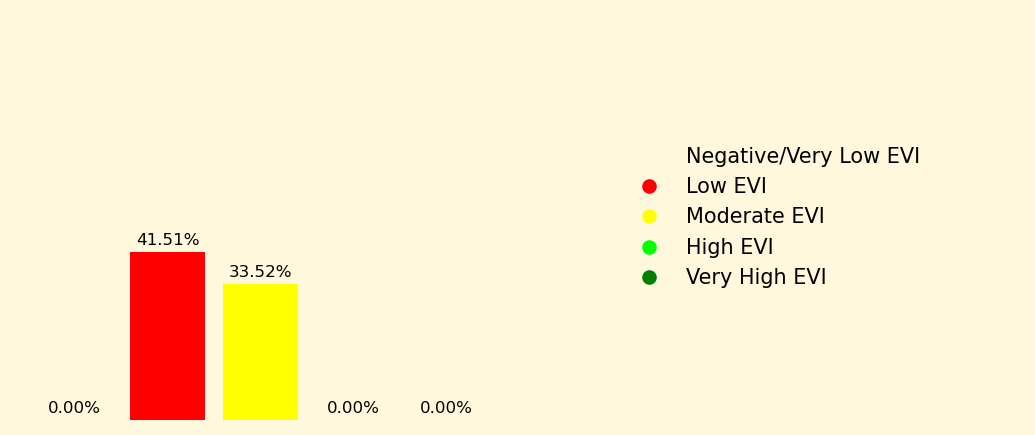 41.51%
33.52%
0.00%
0.00%
0.00%
Negative/Very Low EVI
Low EVI
Moderate EVI
High EVI
Very High EVI